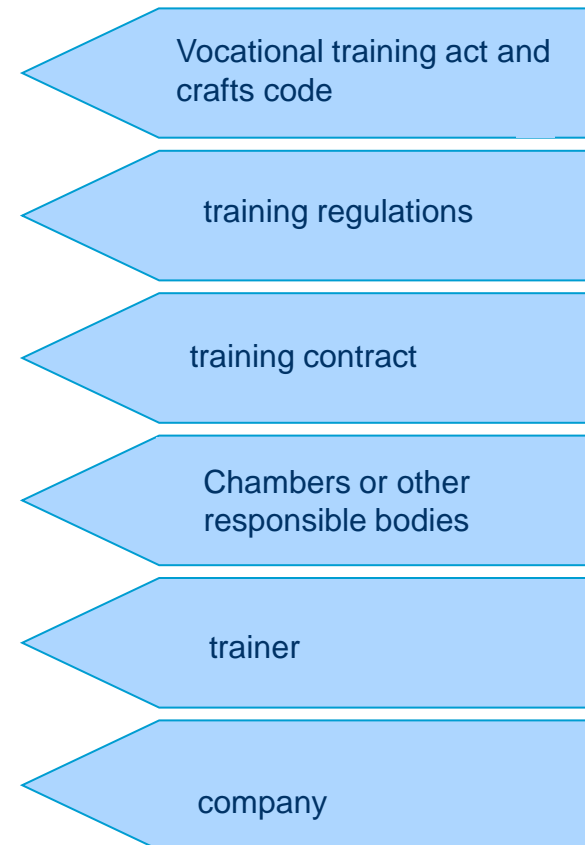 Vocational training act and
crafts code
training regulations
training contract
Chambers or other
responsible bodies
trainer
company